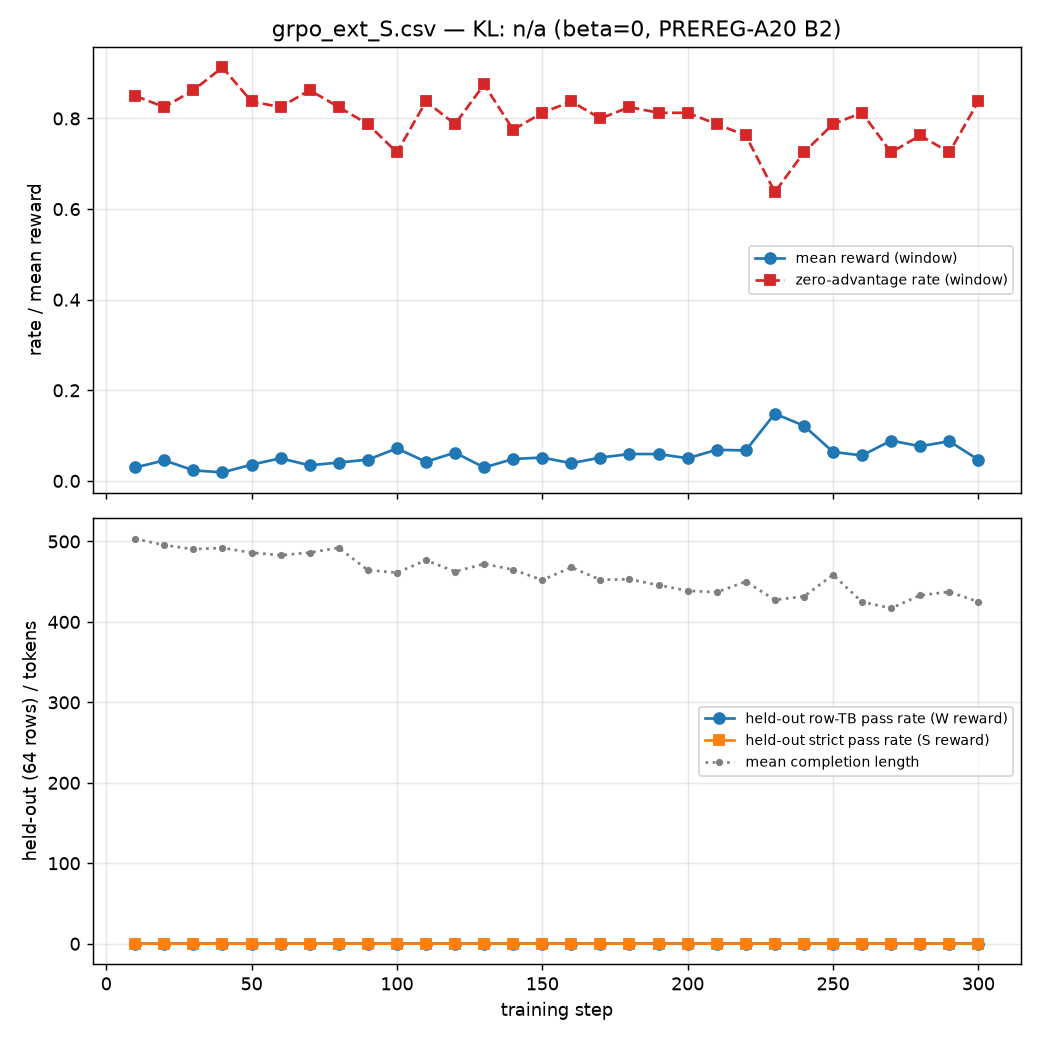 grpo_ext_S.csv — KL: n/a (beta=0, PREREG-A20 B2)
rate / mean reward
0.8
0.6
0.4
0.2
0.0
mean reward (window)
zero-advantage rate (window)
held-out (64 rows) / tokens
500
400
300
200
100
0
held-out row-TB pass rate (W reward)
held-out strict pass rate (S reward)
mean completion length
0 50 100 150 200 250 300
training step